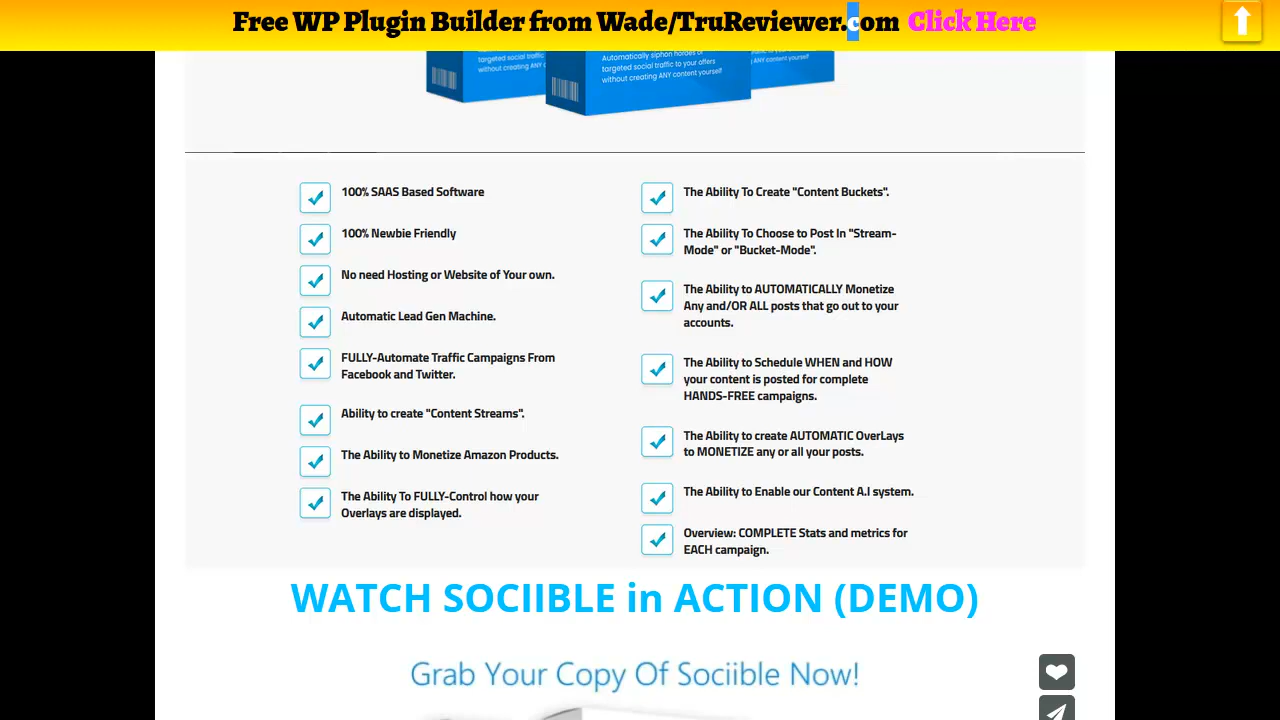 Free WP Plugin Builder from Wade/TruReviewer.com Click Here
Automatically siphon hordes of
targeted social traffic to your offers
without creating ANY content yourself
100% SAAS Based Software
100% Newbie Friendly
No need Hosting or Website of Your own.
Automatic Lead Gen Machine.
FULLY-Automate Traffic Campaigns From
Facebook and Twitter.
Ability to create "Content Streams".
The Ability to Monetize Amazon Products.
The Ability To FULLY-Control how your
Overlays are displayed.
The Ability To Create "Content Buckets".
The Ability To Choose to Post In "Stream-
Mode" or "Bucket-Mode".
The Ability to AUTOMATICALLY Monetize
Any and/OR ALL posts that go out to your
accounts.
The Ability to Schedule WHEN and HOW
your content is posted for complete
HANDS-FREE campaigns.
The Ability to create AUTOMATIC OverLays
to MONETIZE any or all your posts.
The Ability to Enable our Content A.I system.
Overview: COMPLETE Stats and metrics for
EACH campaign.
WATCH SOCIIBLE in ACTION (DEMO)
Grab Your Copy Of Sociible Now!